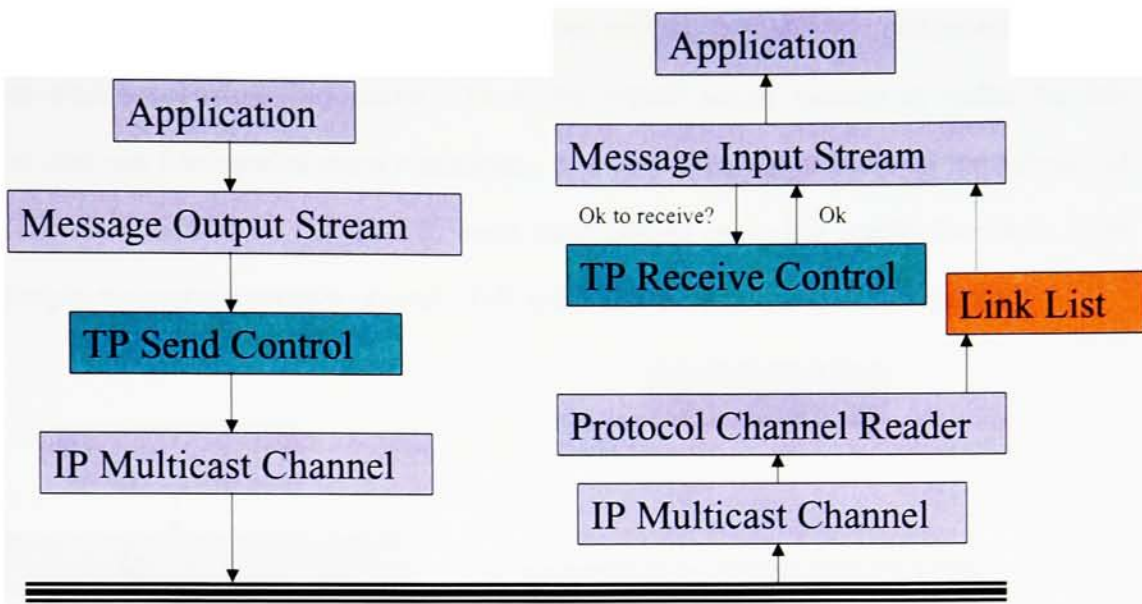 Application
Message Output Stream
TP Send Control
IP Multicast Channel
Application
Message Input Stream
Ok to receive?
Ok
TP Receive Control
Link List
Protocol Channel Reader
IP Multicast Channel